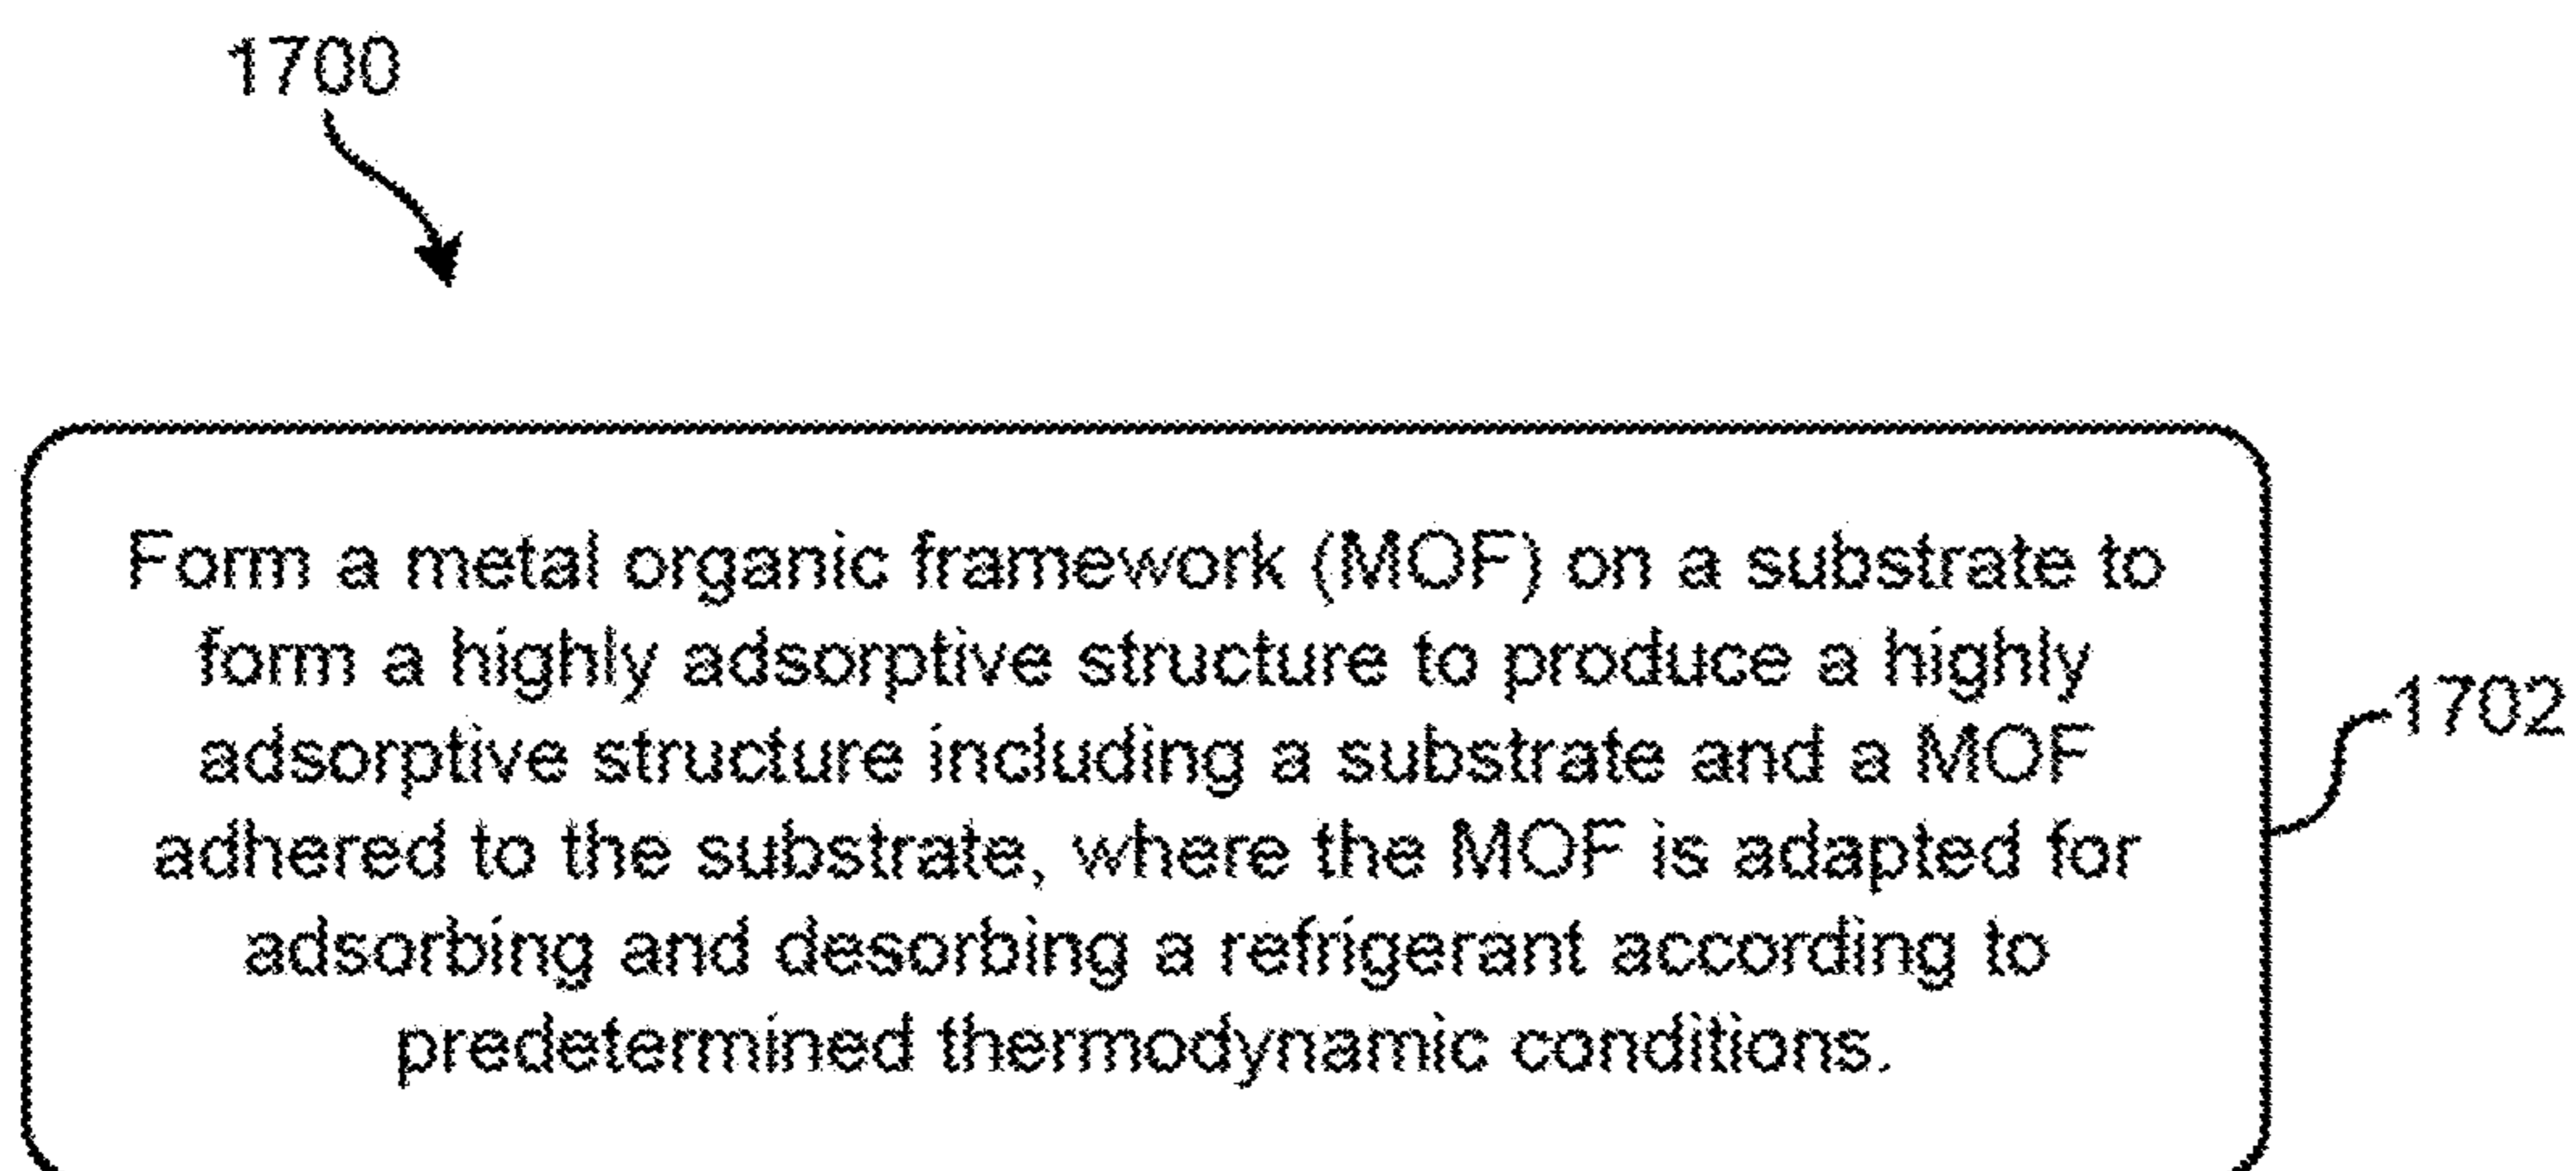 1700
Form a metal organic framework (MOF) on a substrate to
form a highly adsorptive structure to produce a highly
adsorptive structure including a substrate and a MOF
adhered to the substrate, where the MOF is adapted for
adsorbing and desorbing a refrigerant according to
predetermined thermodynamic conditions.
1702